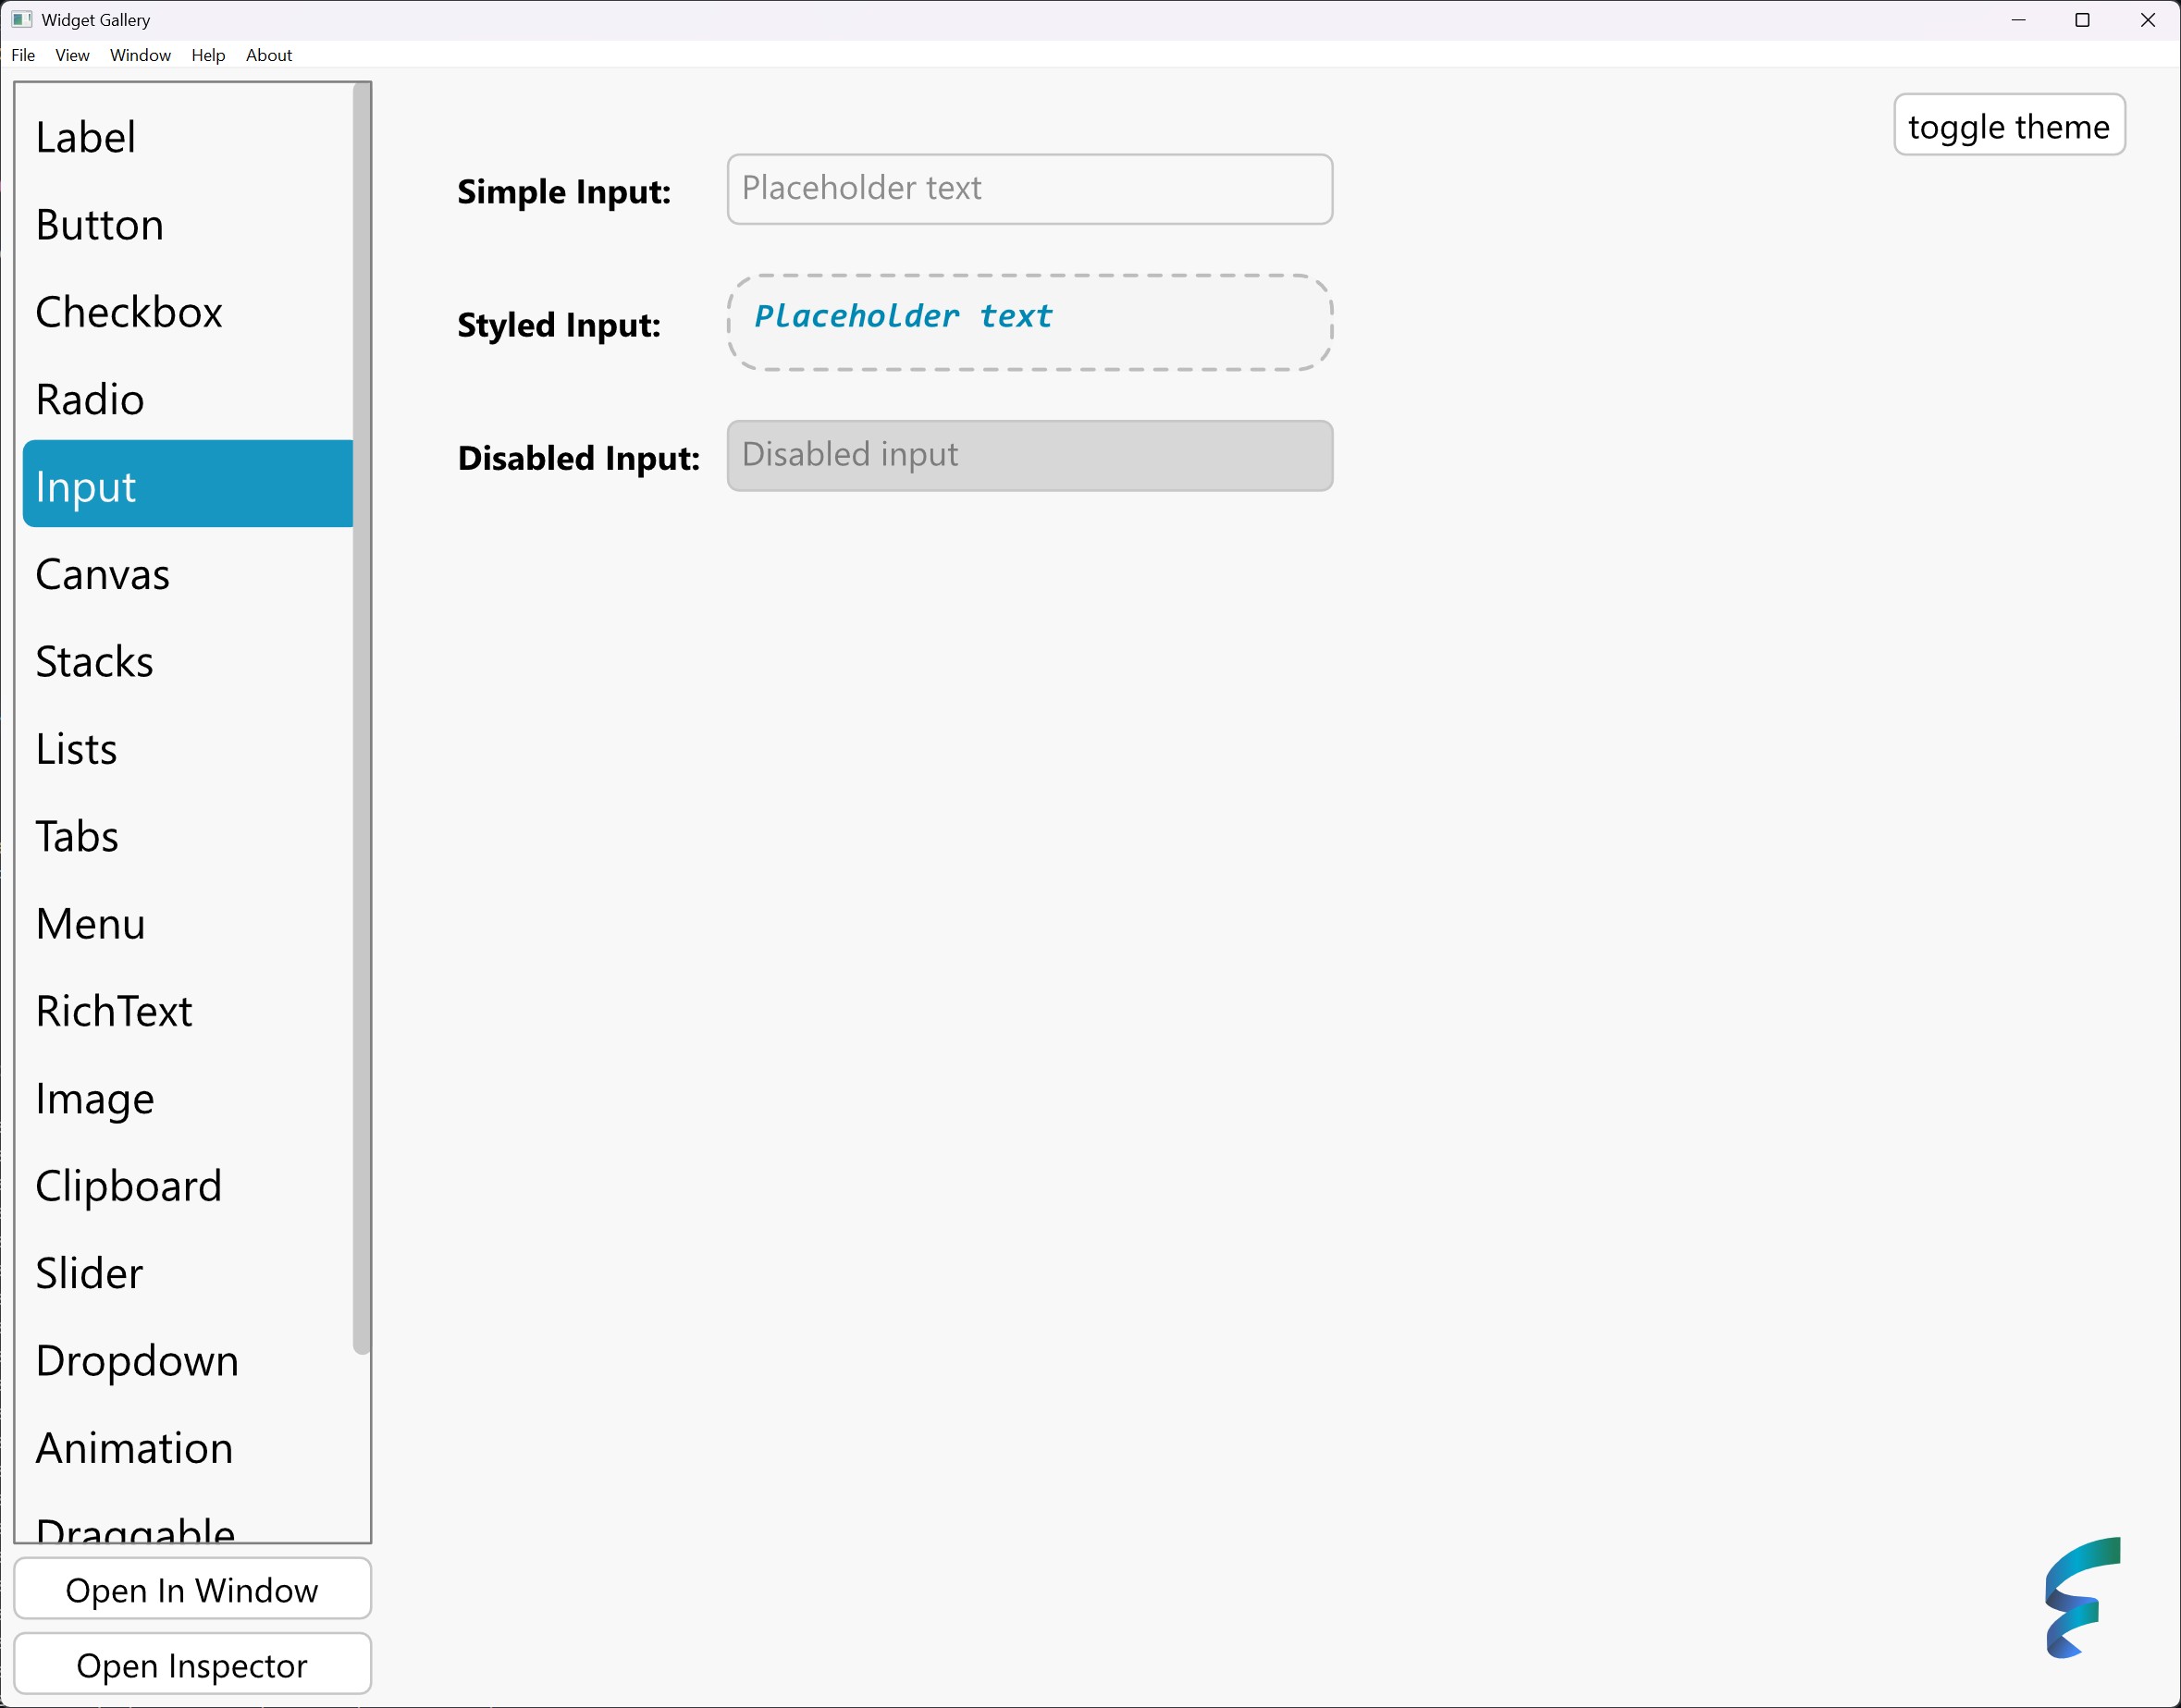 Widget Gallery
File View Window Help About
Label
Button
Checkbox
Radio
Input
Canvas
Stacks
Lists
Tabs
Menu
RichText
Image
Clipboard
Slider
Dropdown
Animation
Draggable
Open In Window
Open Inspector
toggle theme
Simple Input: Placeholder text
Styled Input: Placeholder text
Disabled Input: Disabled input